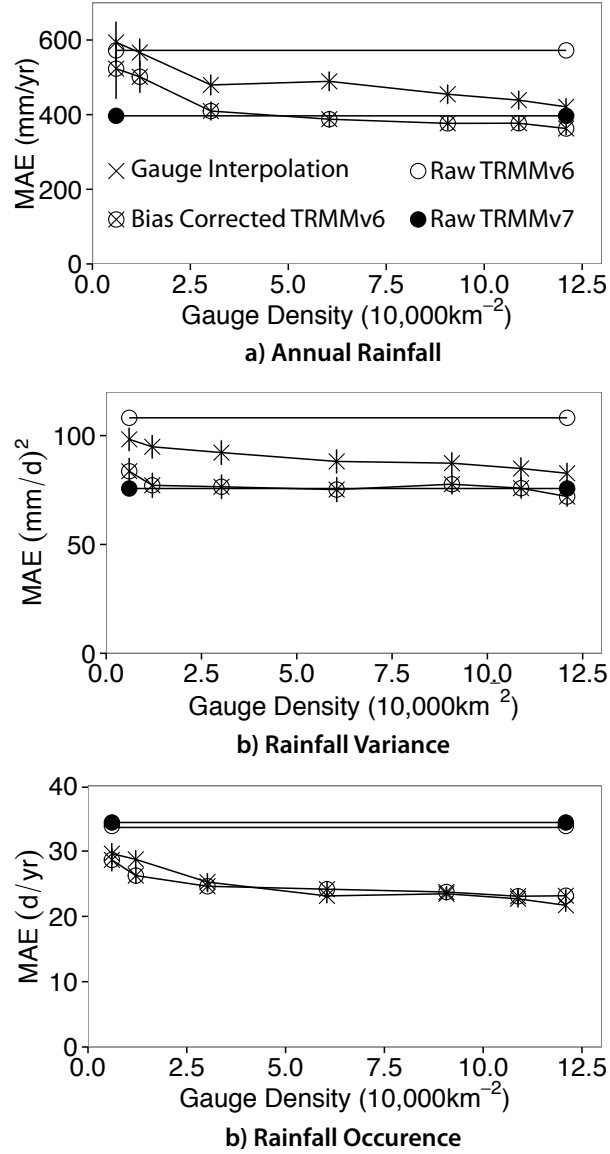 600
400
200
0
MAE (mm/yr)
Gauge Interpolation
Raw TRMMv6
Bias Corrected TRMMv6
Raw TRMMv7
0.0 2.5 5.0 7.5 10.0 12.5
Gauge Density (10,000km⁻²)
a) Annual Rainfall
100
50
0
MAE (mm/d)²
0.0 2.5 5.0 7.5 10.0 12.5
Gauge Density (10,000km⁻²)
b) Rainfall Variance
40
30
20
10
0
MAE (d/yr)
0.0 2.5 5.0 7.5 10.0 12.5
Gauge Density (10,000km⁻²)
b) Rainfall Occurence